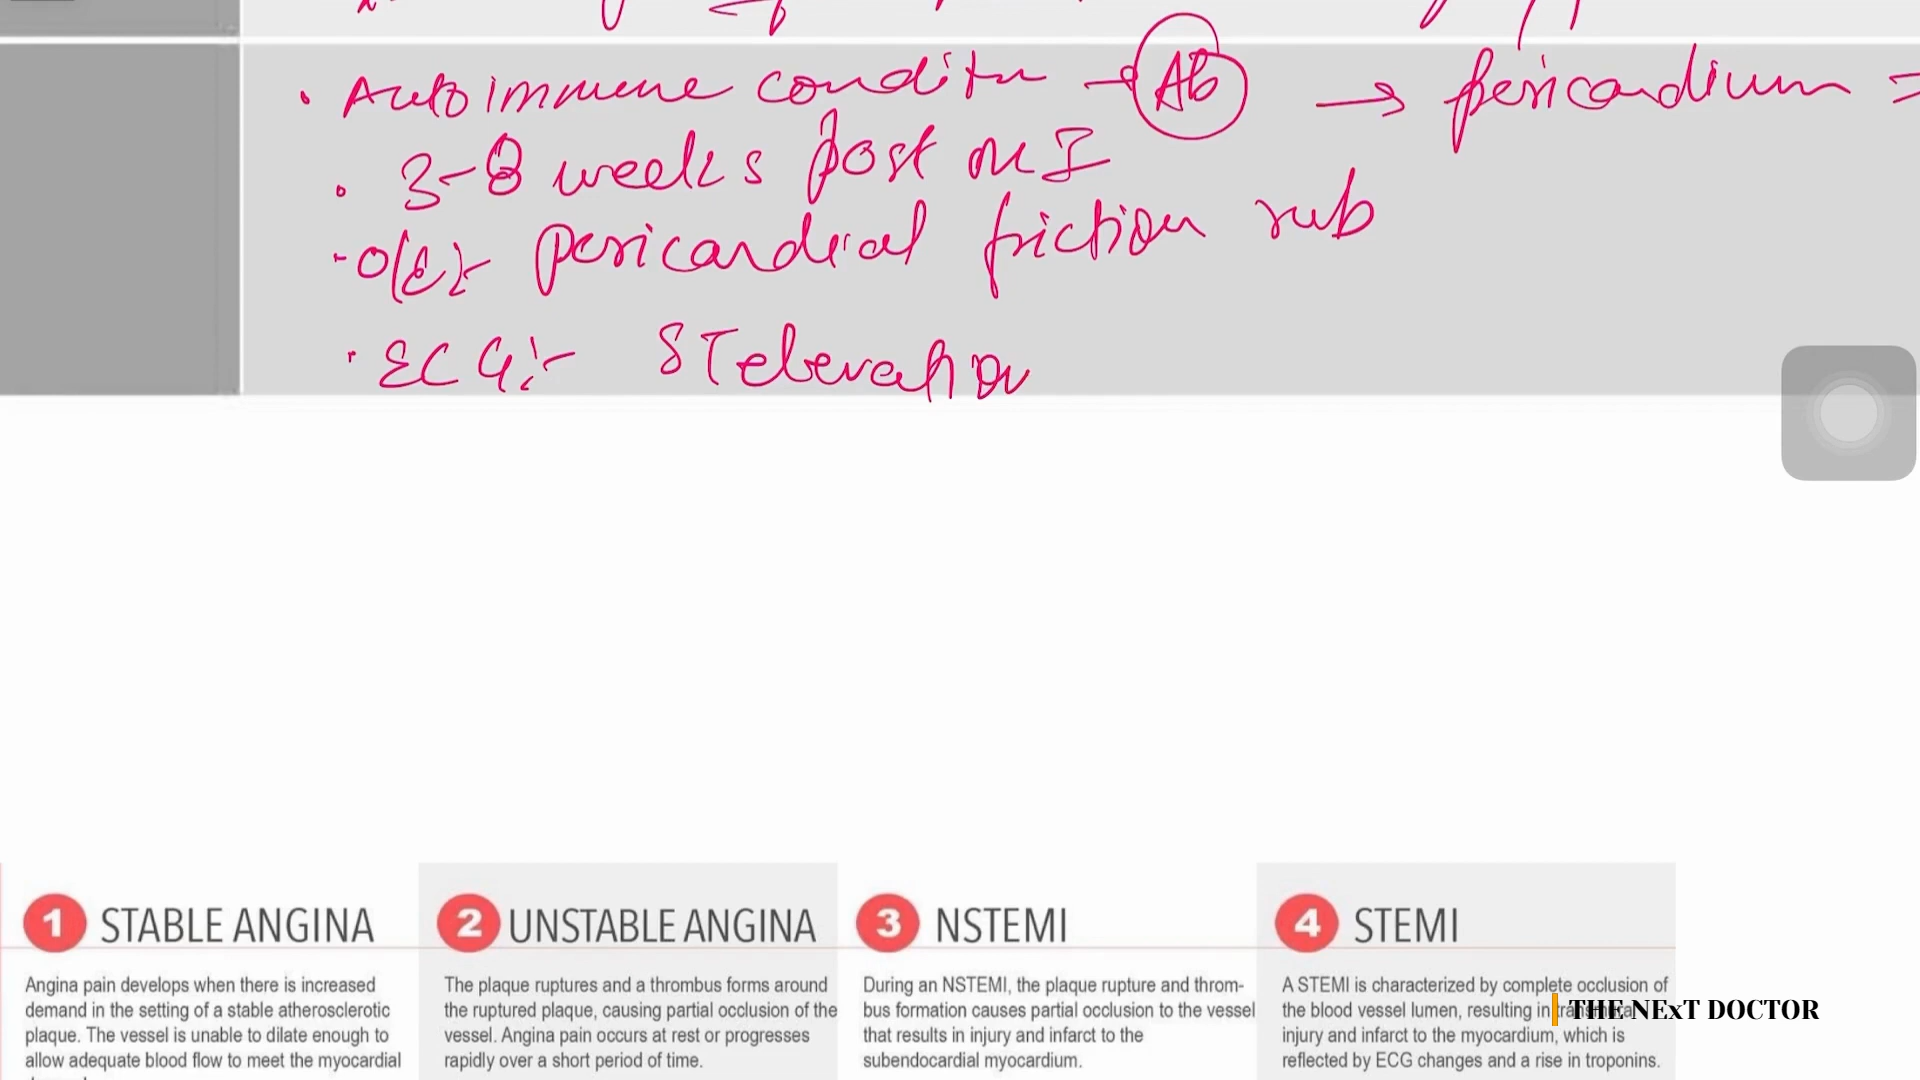 • Autoimmune conditn → Ab → pericardium =
• 3-8 weeks post MI
• O/E:- pericardial friction rub
• ECG:- ST elevation
1 STABLE ANGINA
Angina pain develops when there is increased
demand in the setting of a stable atherosclerotic
plaque. The vessel is unable to dilate enough to
allow adequate blood flow to meet the myocardial
2 UNSTABLE ANGINA
The plaque ruptures and a thrombus forms around
the ruptured plaque, causing partial occlusion of the
vessel. Angina pain occurs at rest or progresses
rapidly over a short period of time.
3 NSTEMI
During an NSTEMI, the plaque rupture and throm-
bus formation causes partial occlusion to the vessel
that results in injury and infarct to the
subendocardial myocardium.
4 STEMI
A STEMI is characterized by complete occlusion of
the blood vessel lumen, resulting in transmural
injury and infarct to the myocardium, which is
reflected by ECG changes and a rise in troponins.
THE NExT DOCTOR